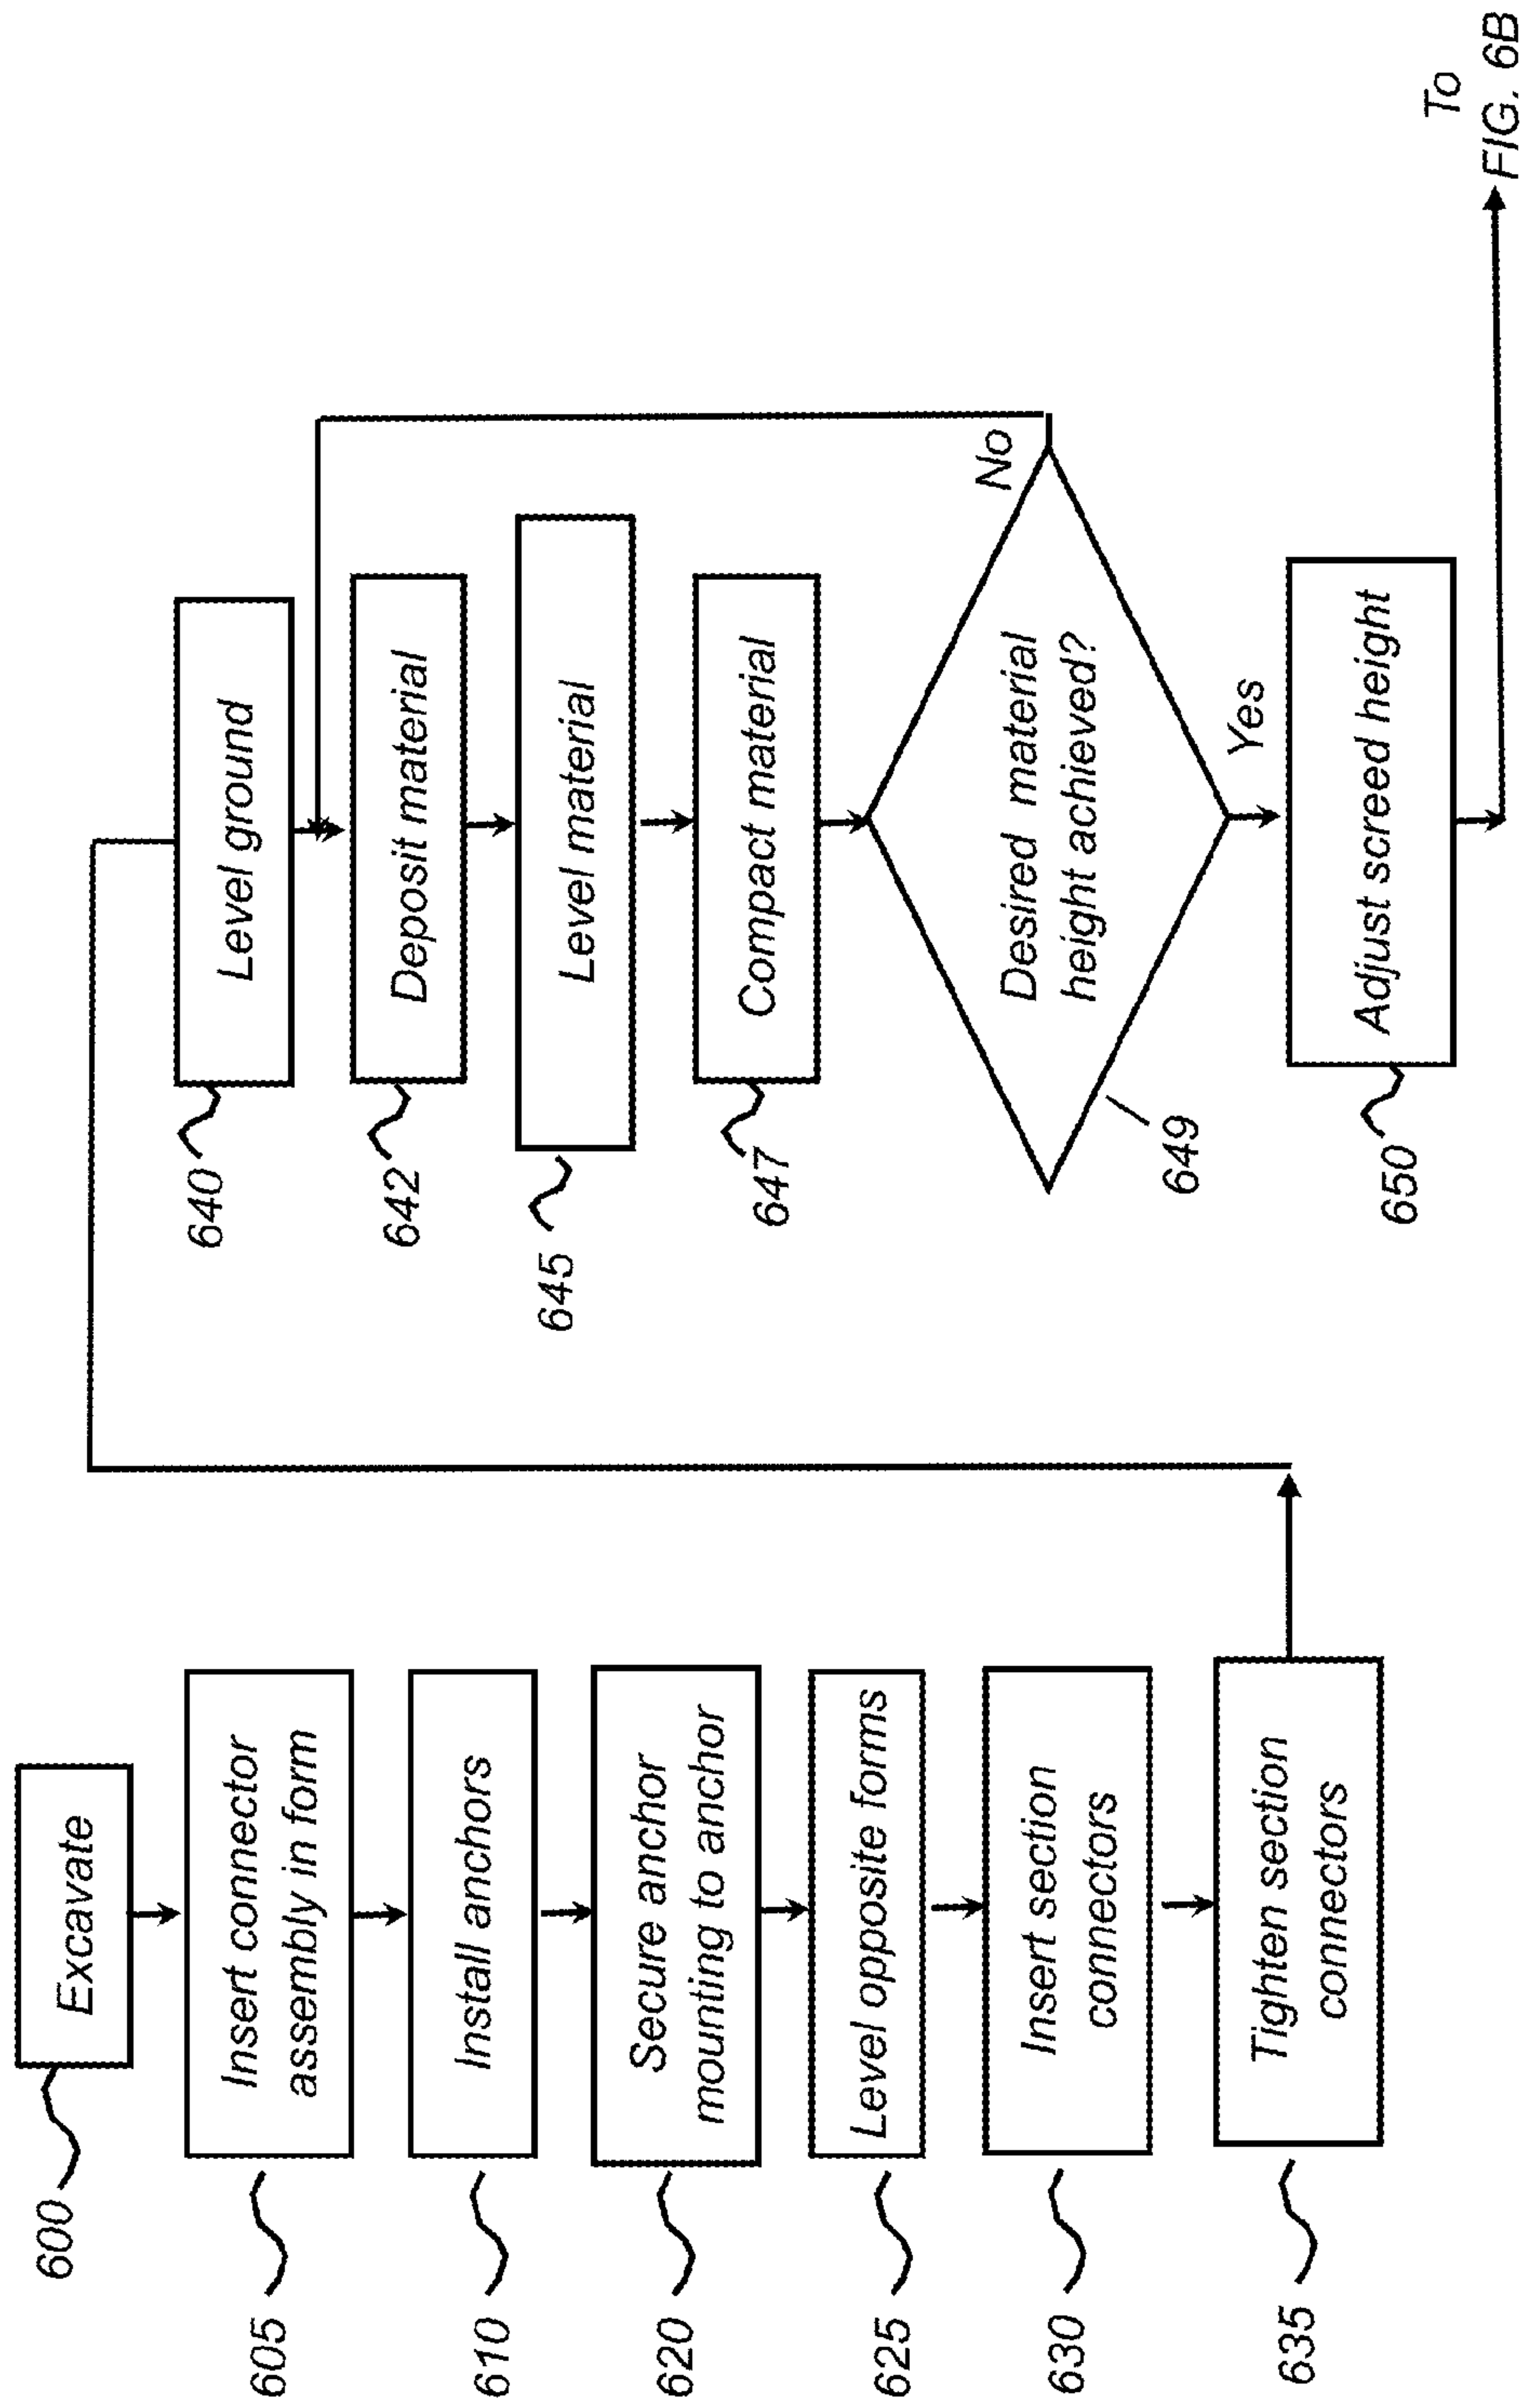 600
Excavate
605
Insert connector
assembly in form
610
Install anchors
620
Secure anchor
mounting to anchor
625
Level opposite forms
630
Insert section
connectors
635
Tighten section
connectors
640
Level ground
642
Deposit material
645
Level material
647
Compact material
649
Desired material
height achieved?
No
Yes
650
Adjust screed height
To
FIG. 6B